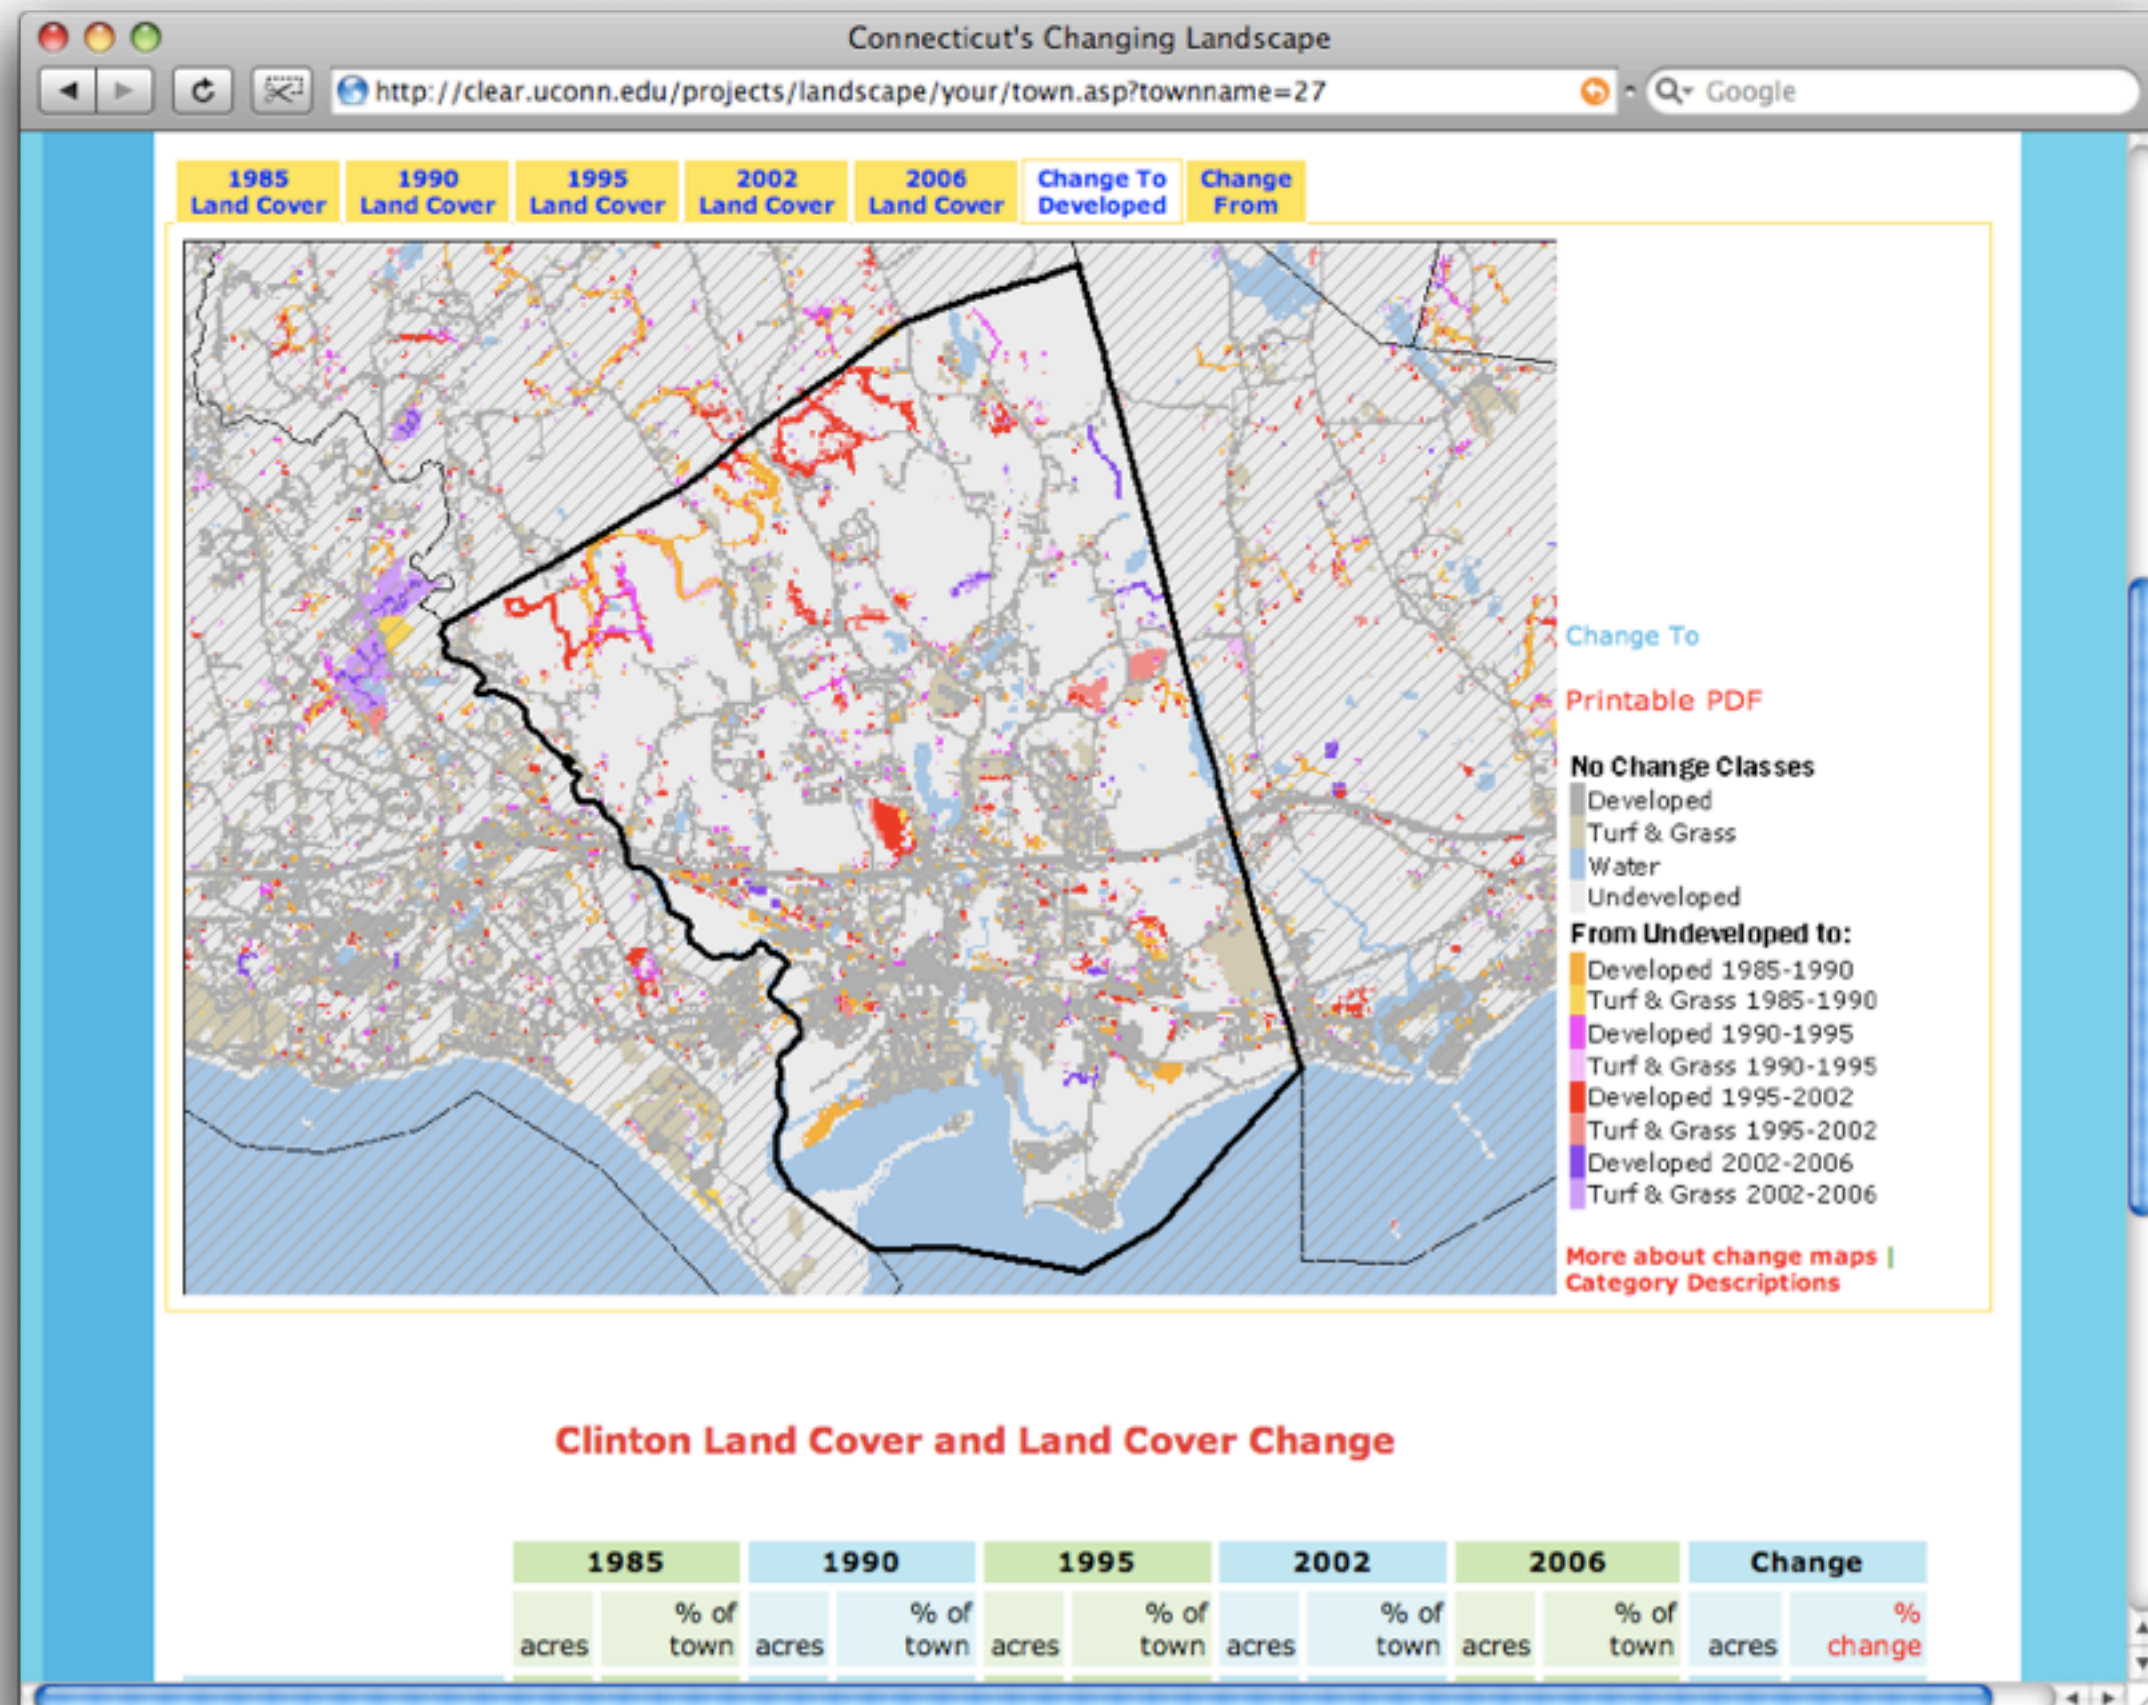 Connecticut's Changing Landscape
http://clear.uconn.edu/projects/landscape/your/town.asp?townname=27
Google
1985 Land Cover
1990 Land Cover
1995 Land Cover
2002 Land Cover
2006 Land Cover
Change To Developed
Change From
Change To
Printable PDF
No Change Classes
Developed
Turf & Grass
Water
Undeveloped
From Undeveloped to:
Developed 1985-1990
Turf & Grass 1985-1990
Developed 1990-1995
Turf & Grass 1990-1995
Developed 1995-2002
Turf & Grass 1995-2002
Developed 2002-2006
Turf & Grass 2002-2006
More about change maps |
Category Descriptions
Clinton Land Cover and Land Cover Change
1985 1990 1995 2002 2006 Change
acres % of town acres % of town acres % of town acres % of town acres % of town acres % change